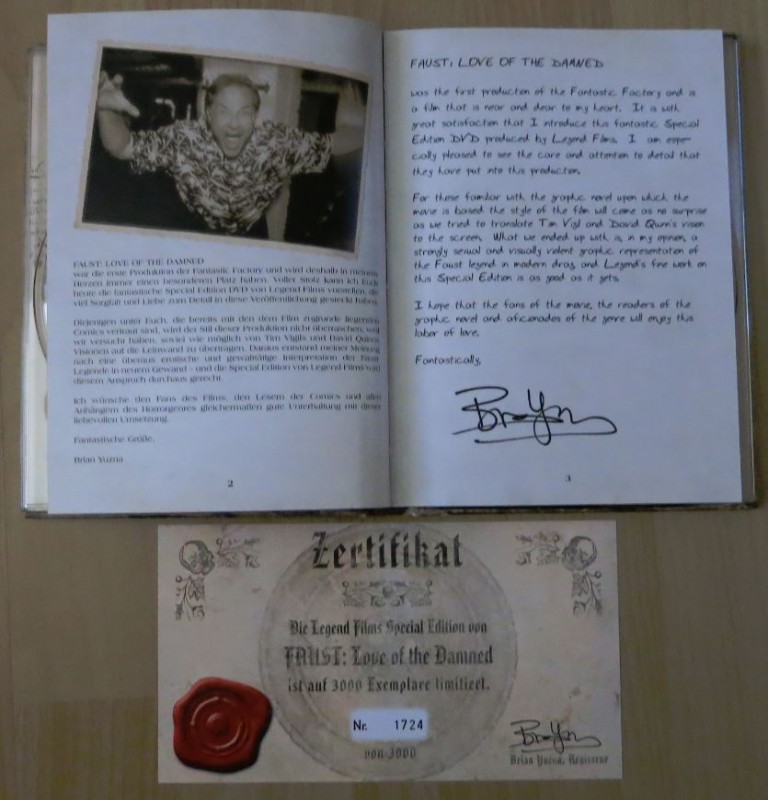 FAUST: LOVE OF THE DAMNED
war die erste Produktion der Fantastic Factory und wird deshalb in meinem
Herzen immer einen besonderen Platz haben. Voller Stolz kann ich Euch
heute die fantastische Special Edition DVD von Legend Films vorstellen, die
viel Sorgfalt und Liebe zum Detail in diese Veröffentlichung gesteckt haben.
Diejenigen unter Euch, die bereits mit den dem Film zugrunde liegenden
Comics vertraut sind, wird der Stil dieser Produktion nicht überraschen, weil
wir versucht haben, soviel wie möglich von Tim Vigils und David Quinns
Visionen auf die Leinwand zu übertragen. Daraus entstand meiner Meinung
nach eine überaus erotische und gewalttätige Interpretation der Faust
Legende in neuem Gewand - und die Special Edition von Legend Films wird
diesem Anspruch durchaus gerecht.
Ich wünsche den Fans des Films, den Lesern der Comics und allen
Anhängern des Horrorgenres gleichermaßen gute Unterhaltung mit dieser
liebevollen Umsetzung.
Fantastische Grüße,
Brian Yuzna
2
FAUST: LOVE OF THE DAMNED
was the first production of the Fantastic Factory and is
a film that is near and dear to my heart. It is with
great satisfaction that I introduce this fantastic Special
Edition DVD produced by Legend Films. I am espe-
cially pleased to see the care and attention to detail that
they have put into this production.
For those familiar with the graphic novel upon which the
movie is based the style of the film will come as no surprise
as we tried to translate Tim Vigil and David Quinn's vision
to the screen. What we ended up with is, in my opinion, a
strongly sexual and visually violent graphic representation of
the Faust legend in modern drag, and Legend's fine work on
this Special Edition is as good as it gets.
I hope that the fans of the movie, the readers of the
graphic novel and aficionados of the genre will enjoy this
labor of love.
Fantastically,
3
Zertifikat
Die Legend Films Special Edition von
FAUST: Love of the Damned
ist auf 3000 Exemplare limitiert.
Nr. 1724
von 3000
Brian Yuzna, Regisseur